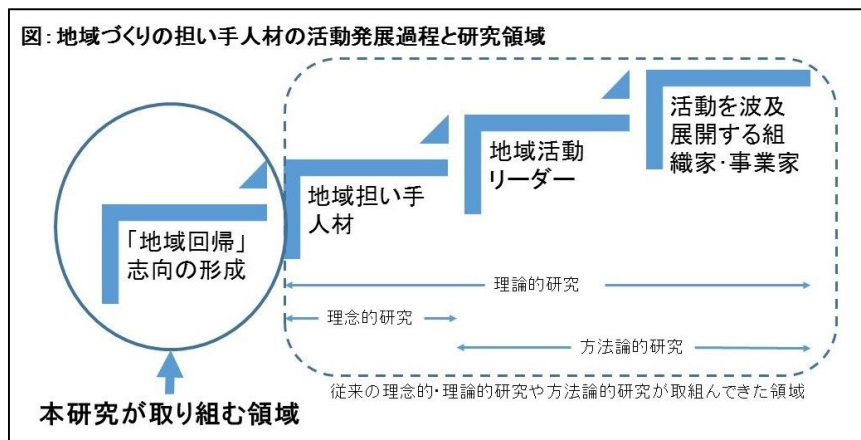 図：地域づくりの担い手人材の活動発展過程と研究領域
活動を波及
展開する組
織家・事業家
地域活動
リーダー
地域担い手
人材
「地域回帰」
志向の形成
理論的研究
理念的研究
方法論的研究
従来の理念的・理論的研究や方法論的研究が取組んできた領域
本研究が取り組む領域